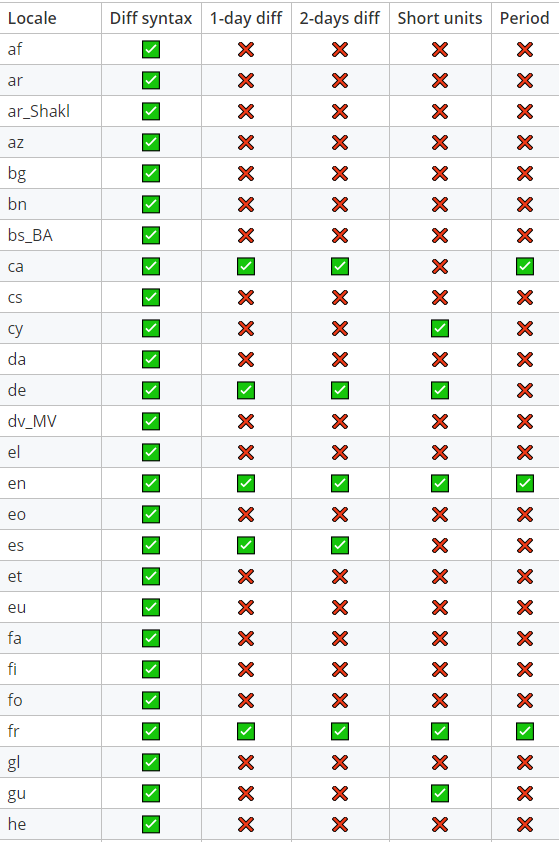 Locale Diff syntax 1-day diff 2-days diff Short units Period
af ✅ ❌ ❌ ❌ ❌
ar ✅ ❌ ❌ ❌ ❌
ar_Shakl ✅ ❌ ❌ ❌ ❌
az ✅ ❌ ❌ ❌ ❌
bg ✅ ❌ ❌ ❌ ❌
bn ✅ ❌ ❌ ❌ ❌
bs_BA ✅ ❌ ❌ ❌ ❌
ca ✅ ✅ ✅ ❌ ✅
cs ✅ ❌ ❌ ❌ ❌
cy ✅ ❌ ❌ ✅ ❌
da ✅ ❌ ❌ ❌ ❌
de ✅ ✅ ✅ ✅ ❌
dv_MV ✅ ❌ ❌ ❌ ❌
el ✅ ❌ ❌ ❌ ❌
en ✅ ✅ ✅ ✅ ✅
eo ✅ ❌ ❌ ❌ ❌
es ✅ ✅ ✅ ❌ ❌
et ✅ ❌ ❌ ❌ ❌
eu ✅ ❌ ❌ ❌ ❌
fa ✅ ❌ ❌ ❌ ❌
fi ✅ ❌ ❌ ❌ ❌
fo ✅ ❌ ❌ ❌ ❌
fr ✅ ✅ ✅ ✅ ✅
gl ✅ ❌ ❌ ❌ ❌
gu ✅ ❌ ❌ ✅ ❌
he ✅ ❌ ❌ ❌ ❌